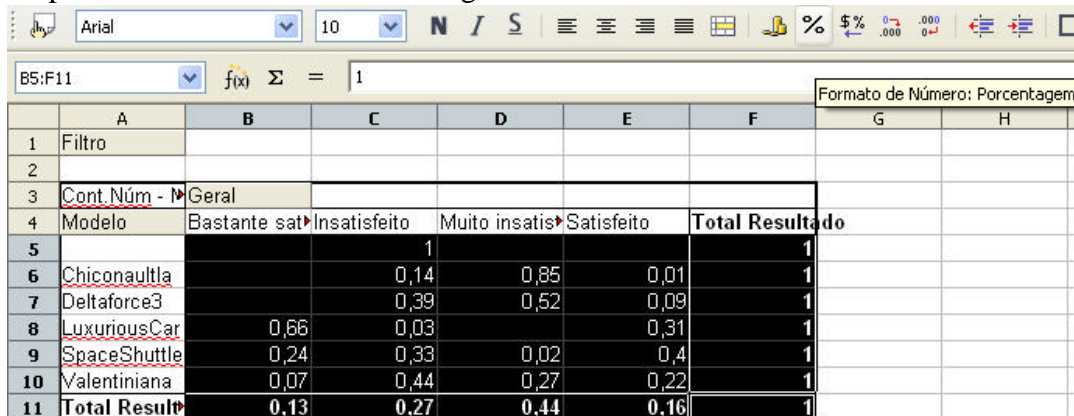 Arial 10 N I S % $% .000 .000
B5:F11 f(x) Σ = 1
Formato de Número: Porcentagem
A B C D E F G H
1 Filtro
2
3 Cont.Núm - M Geral
4 Modelo Bastante sat Insatisfeito Muito insatis Satisfeito Total Resultado
5 1 1
6 Chiconaultla 0,14 0,85 0,01 1
7 Deltaforce3 0,39 0,52 0,09 1
8 LuxuriousCar 0,66 0,03 0,31 1
9 SpaceShuttle 0,24 0,33 0,02 0,4 1
10 Valentiniana 0,07 0,44 0,27 0,22 1
11 Total Result 0,13 0,27 0,44 0,16 1